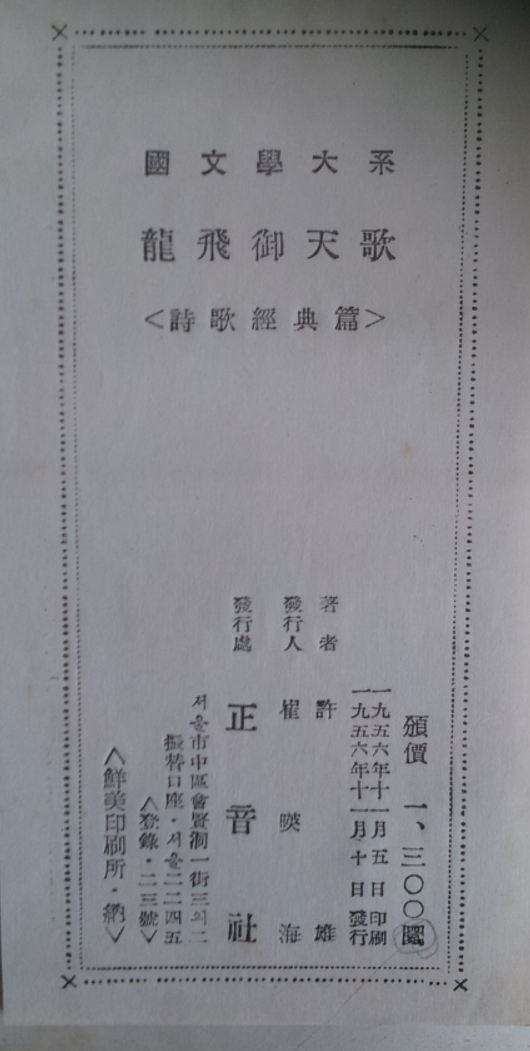 國文學大系
龍飛御天歌
<詩歌經典篇>
頒價 一、三〇〇圜
一九五六年十一月五日印刷
一九五六年十一月十日發行
著者 許雄
發行人 崔暎海
發行處 正音社
서울市中區會賢洞一街三의二
振替口座・서울二二四五
<登錄・二三號>
<鮮美印刷所・納>